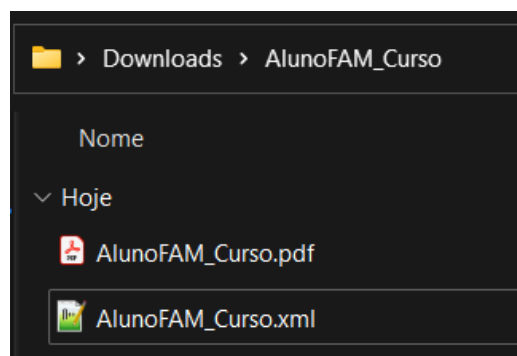 > Downloads > AlunoFAM_Curso
Nome
Hoje
AlunoFAM_Curso.pdf
AlunoFAM_Curso.xml